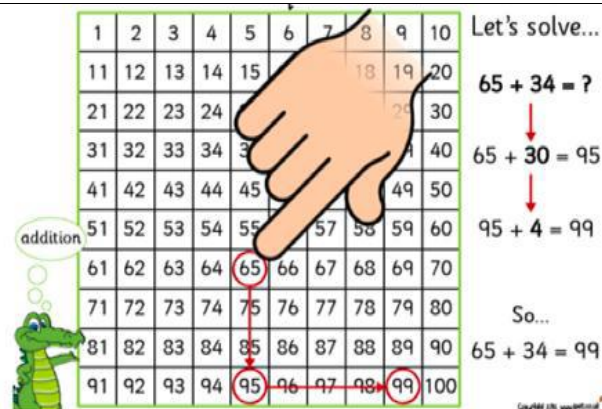 Let's solve...
65 + 34 = ?
65 + 30 = 95
95 + 4 = 99
So...
65 + 34 = 99
addition
1 2 3 4 5 6 7 8 9 10
11 12 13 14 15 18 19 20
21 22 23 24 29 30
31 32 33 34 40
41 42 43 44 45 49 50
51 52 53 54 55 57 58 59 60
61 62 63 64 65 66 67 68 69 70
71 72 73 74 75 76 77 78 79 80
81 82 83 84 85 86 87 88 89 90
91 92 93 94 95 96 97 98 99 100